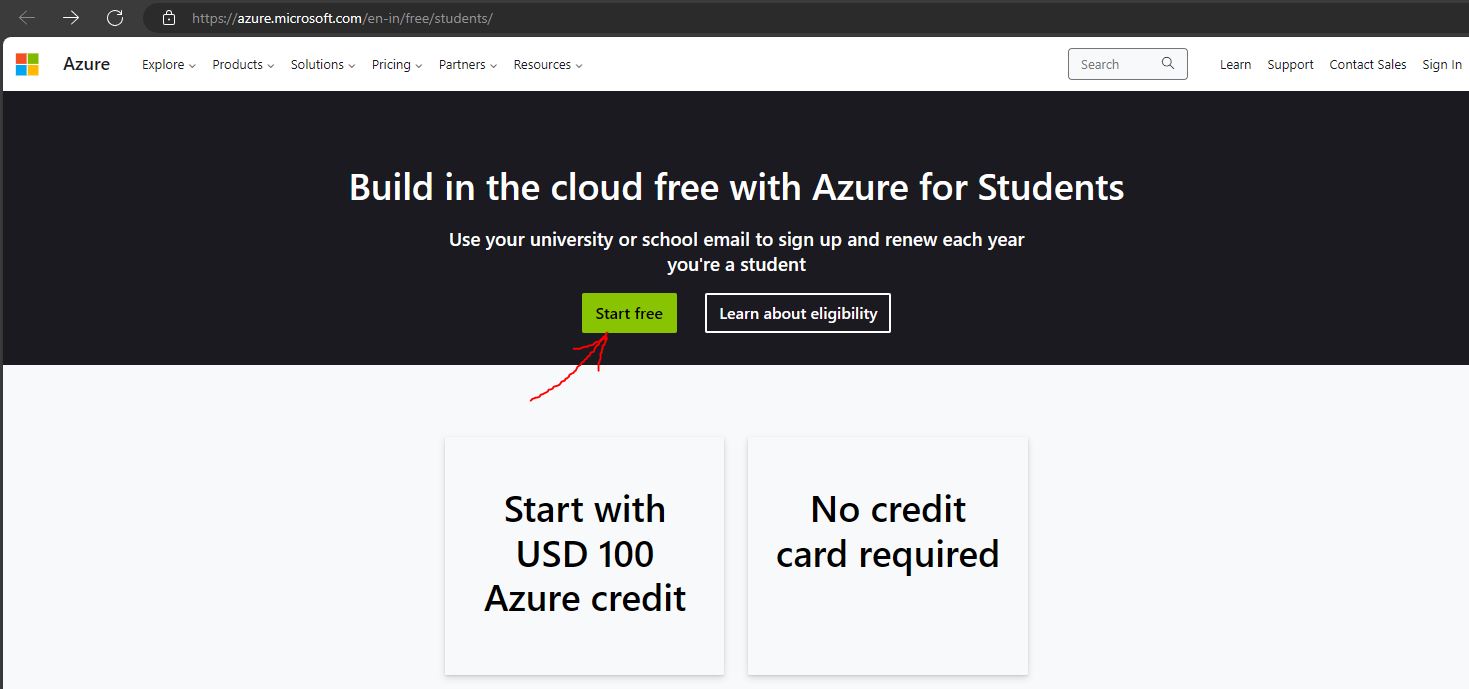 https://azure.microsoft.com/en-in/free/students/
Azure Explore Products Solutions Pricing Partners Resources Search Learn Support Contact Sales Sign In
Build in the cloud free with Azure for Students
Use your university or school email to sign up and renew each year
you're a student
Start free Learn about eligibility
Start with
USD 100
Azure credit
No credit
card required